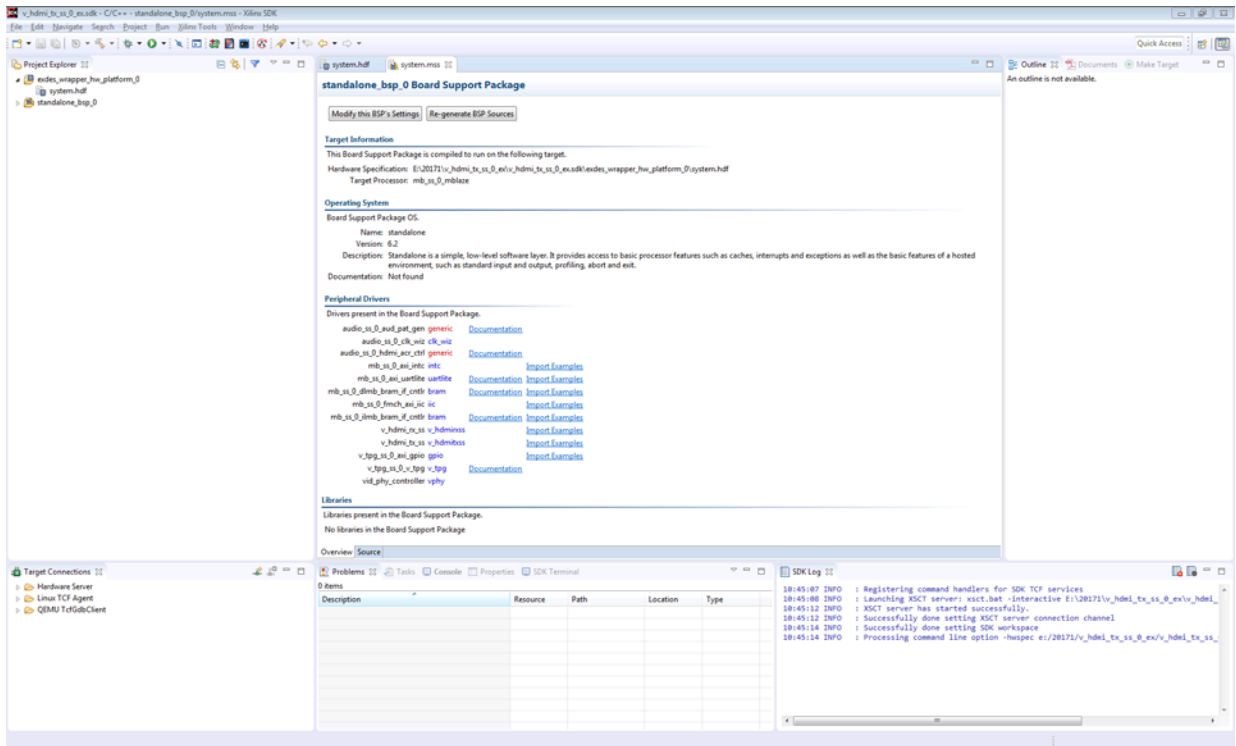 v_hdmi_tx_ss_0_ex.sdk - C/C++ - standalone_bsp_0/system.mss - Xilinx SDK
File Edit Navigate Search Project Run Xilinx Tools Window Help
Quick Access
Project Explorer
exdes_wrapper_hw_platform_0
system.hdf
standalone_bsp_0
system.hdf system.mss
standalone_bsp_0 Board Support Package
Modify this BSP's Settings Re-generate BSP Sources
Target Information
This Board Support Package is compiled to run on the following target.
Hardware Specification: E:\20171\v_hdmi_tx_ss_0_ex\v_hdmi_tx_ss_0_ex.sdk\exdes_wrapper_hw_platform_0\system.hdf
Target Processor: mb_ss_0_mblaze
Operating System
Board Support Package OS.
Name: standalone
Version: 6.2
Description: Standalone is a simple, low-level software layer. It provides access to basic processor features such as caches, interrupts and exceptions as well as the basic features of a hosted
environment, such as standard input and output, profiling, abort and exit.
Documentation: Not found
Peripheral Drivers
Drivers present in the Board Support Package.
audio_ss_0_aud_pat_gen generic Documentation
audio_ss_0_clk_wiz clk_wiz
audio_ss_0_hdmi_acr_ctrl generic Documentation
mb_ss_0_axi_intc intc Import Examples
mb_ss_0_axi_uartlite uartlite Documentation Import Examples
mb_ss_0_dlmb_bram_if_cntlr bram Documentation Import Examples
mb_ss_0_fmch_axi_iic iic Import Examples
mb_ss_0_ilmb_bram_if_cntlr bram Documentation Import Examples
v_hdmi_rx_ss v_hdmirxss Import Examples
v_hdmi_tx_ss v_hdmitxss Import Examples
v_tpg_ss_0_axi_gpio gpio Import Examples
v_tpg_ss_0_v_tpg v_tpg Documentation
vid_phy_controller vphy
Libraries
Libraries present in the Board Support Package.
No libraries in the Board Support Package
Overview Source
Outline Documents Make Target
An outline is not available.
Target Connections
Hardware Server
Linux TCF Agent
QEMU TcfGdbClient
Problems Tasks Console Properties SDK Terminal
0 items
Description Resource Path Location Type
SDK Log
10:45:07 INFO : Registering command handlers for SDK TCF services
10:45:08 INFO : Launching XSCT server: xsct.bat -interactive E:\20171\v_hdmi_tx_ss_0_ex\v_hdmi_
10:45:12 INFO : XSCT server has started successfully.
10:45:12 INFO : Successfully done setting XSCT server connection channel
10:45:14 INFO : Successfully done setting SDK workspace
10:45:14 INFO : Processing command line option -hwspec e:/20171/v_hdmi_tx_ss_0_ex/v_hdmi_tx_ss_